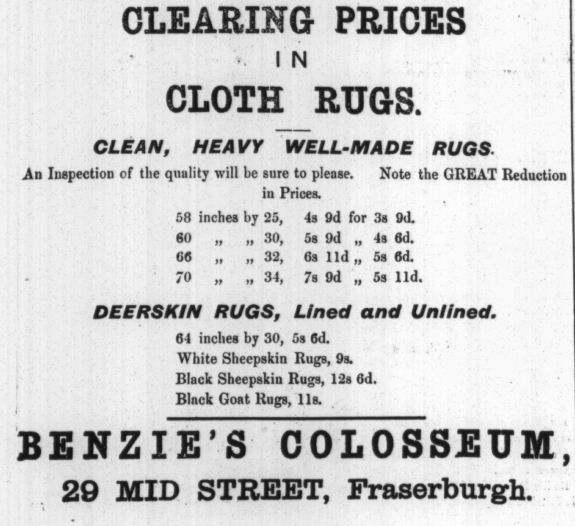 CLEARING PRICES
IN
CLOTH RUGS.
CLEAN, HEAVY WELL-MADE RUGS.
An Inspection of the quality will be sure to please. Note the GREAT Reduction
in Prices.
58 inches by 25, 4s 9d for 3s 9d.
60 „ „ 30, 5s 9d „ 4s 6d.
66 „ „ 32, 6s 11d „ 5s 6d.
70 „ „ 34, 7s 9d „ 5s 11d.
DEERSKIN RUGS, Lined and Unlined.
64 inches by 30, 5s 6d.
White Sheepskin Rugs, 9s.
Black Sheepskin Rugs, 12s 6d.
Black Goat Rugs, 11s.
BENZIE'S COLOSSEUM,
29 MID STREET, Fraserburgh.